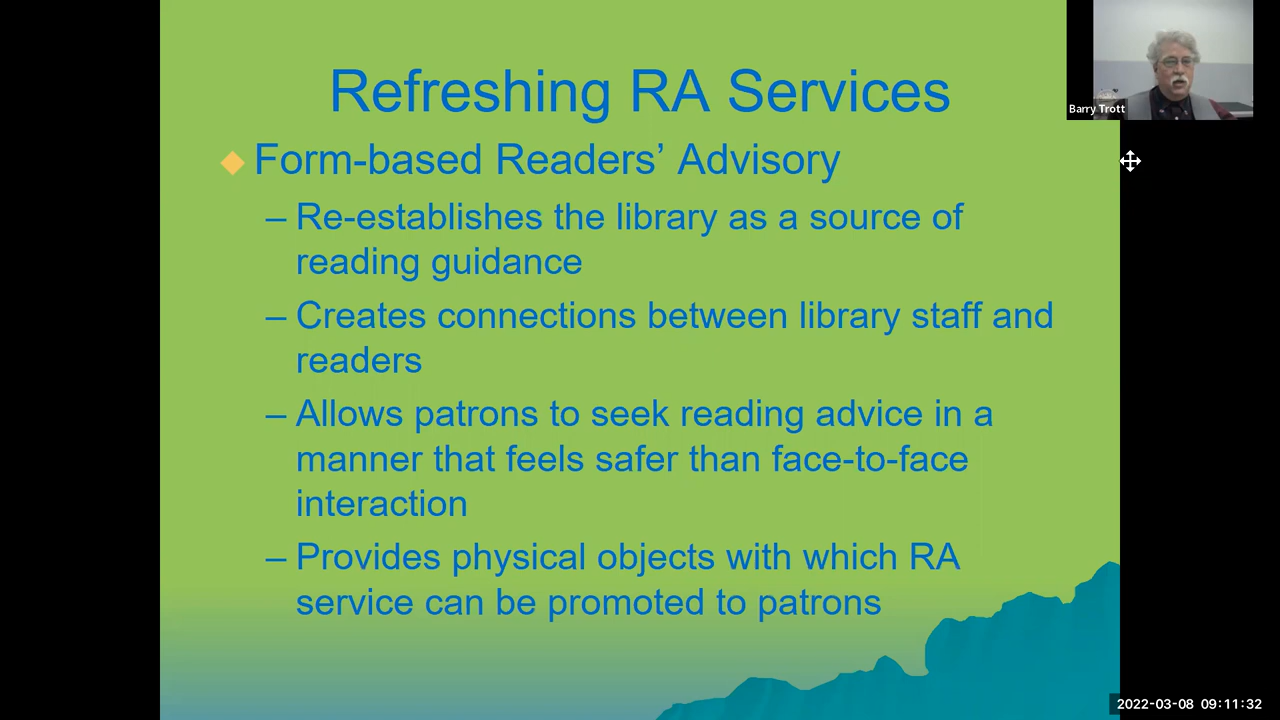 Refreshing RA Services
Barry Trott
Form-based Readers’ Advisory
– Re-establishes the library as a source of
reading guidance
– Creates connections between library staff and
readers
– Allows patrons to seek reading advice in a
manner that feels safer than face-to-face
interaction
– Provides physical objects with which RA
service can be promoted to patrons
2022-03-08 09:11:32